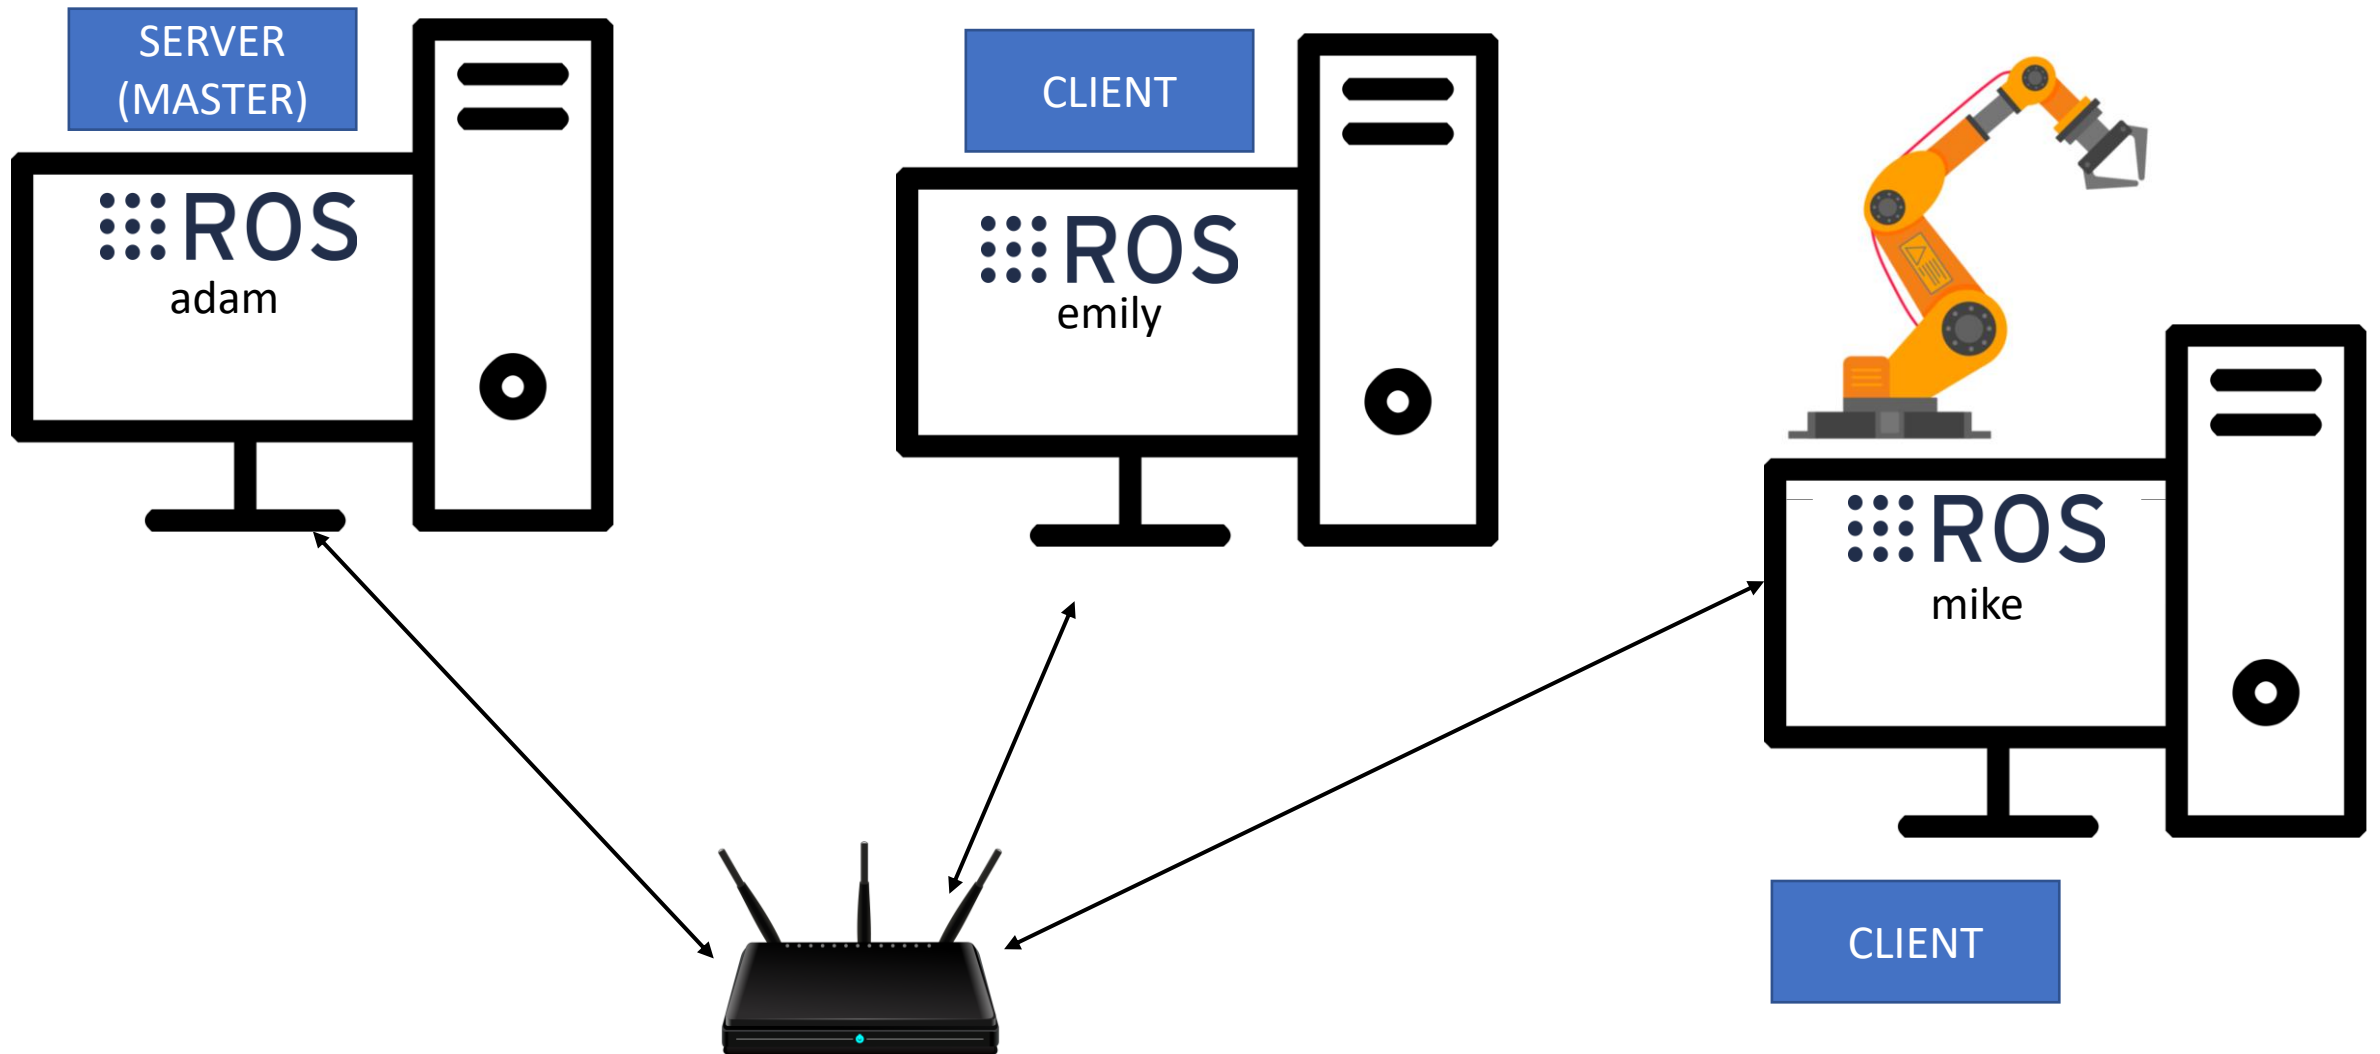 SERVER
(MASTER)
ROS
adam
CLIENT
ROS
emily
ROS
mike
CLIENT